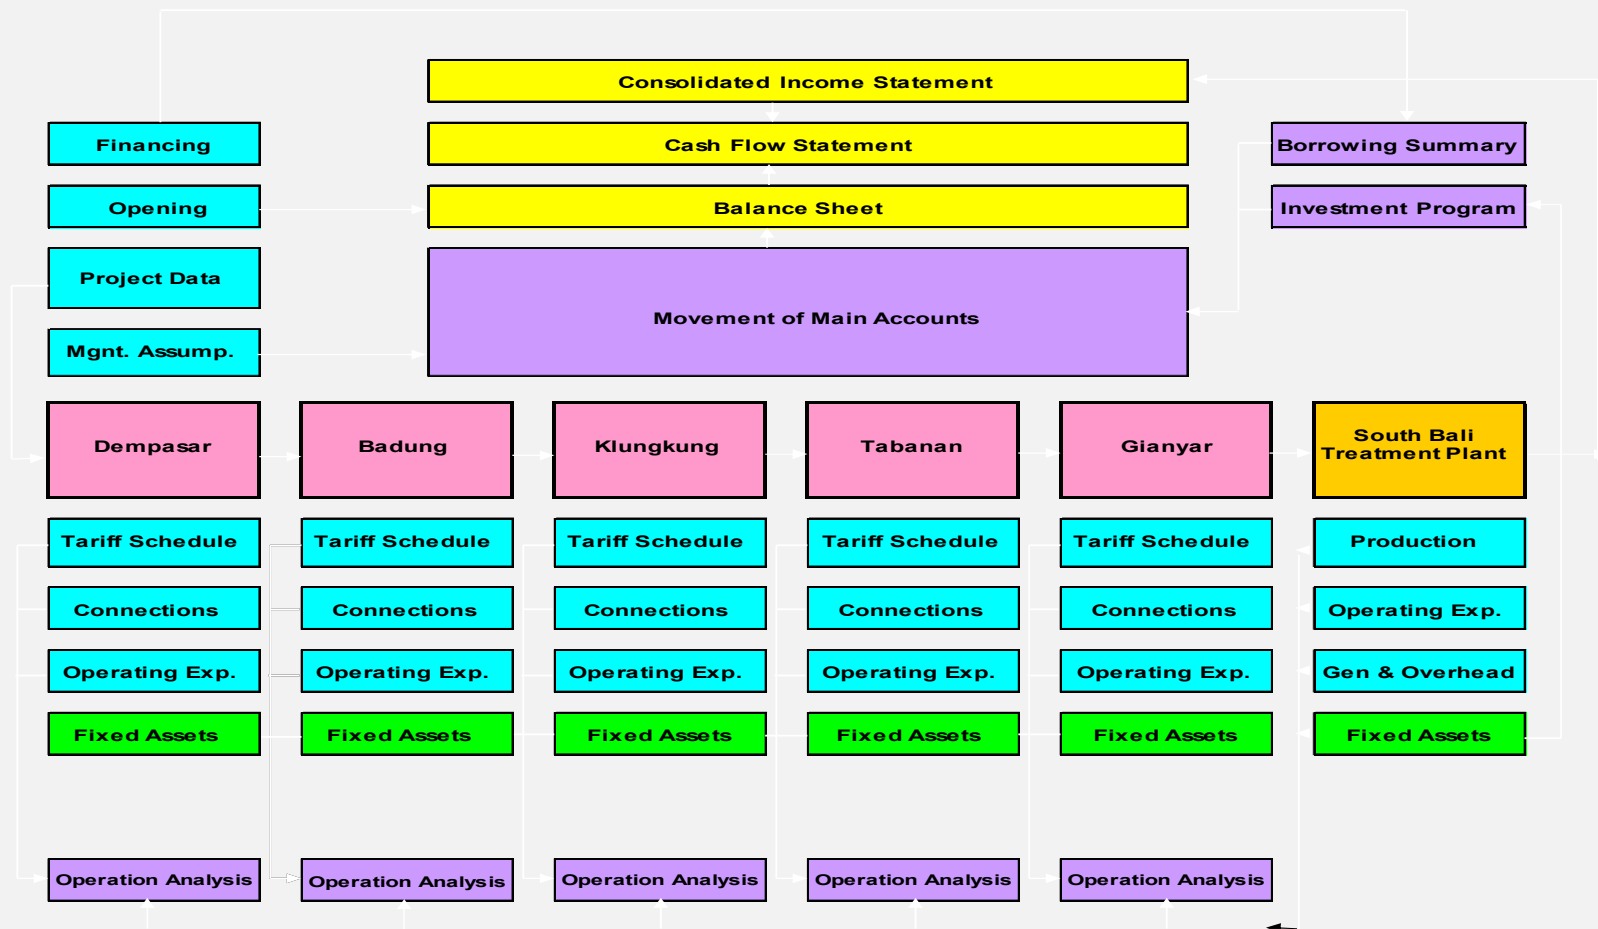 Consolidated Income Statement
Financing
Cash Flow Statement
Borrowing Summary
Opening
Balance Sheet
Investment Program
Project Data
Movement of Main Accounts
Mgnt. Assump.
Dempasar
Badung
Klungkung
Tabanan
Gianyar
South Bali
Treatment Plant
Tariff Schedule
Tariff Schedule
Tariff Schedule
Tariff Schedule
Tariff Schedule
Production
Connections
Connections
Connections
Connections
Connections
Operating Exp.
Operating Exp.
Operating Exp.
Operating Exp.
Operating Exp.
Operating Exp.
Gen & Overhead
Fixed Assets
Fixed Assets
Fixed Assets
Fixed Assets
Fixed Assets
Fixed Assets
Operation Analysis
Operation Analysis
Operation Analysis
Operation Analysis
Operation Analysis